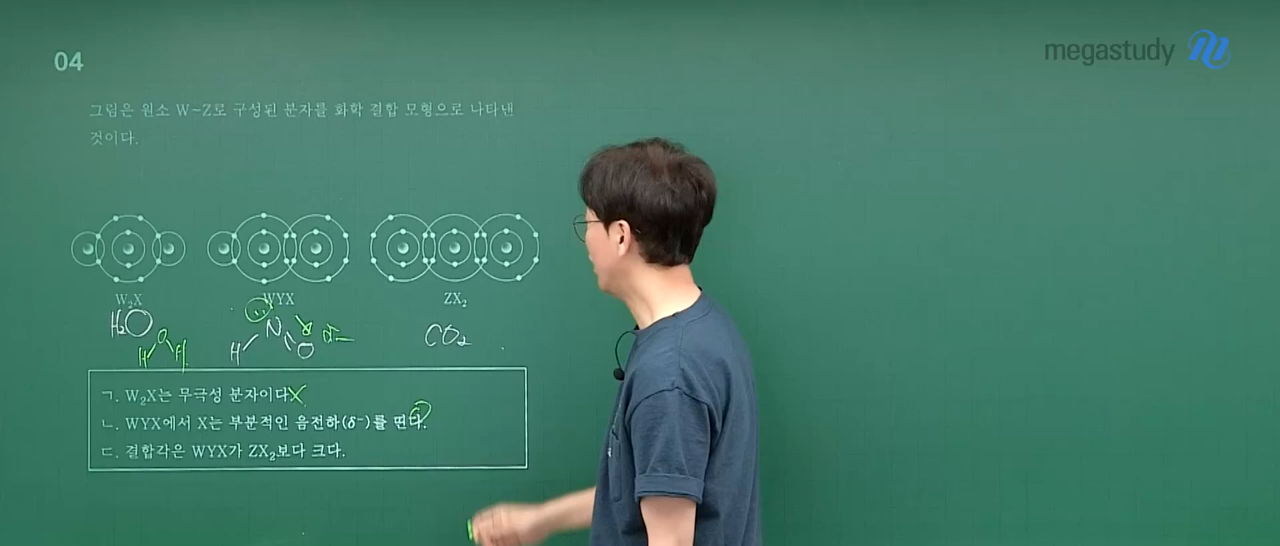 04
megastudy
그림은 원소 W~Z로 구성된 분자를 화학 결합 모형으로 나타낸
것이다.
W₂X
WYX
ZX₂
H₂O
H O H
H N O δ-
CO₂
ㄱ. W₂X는 무극성 분자이다. X
ㄴ. WYX에서 X는 부분적인 음전하(δ⁻)를 띤다.
ㄷ. 결합각은 WYX가 ZX₂보다 크다.